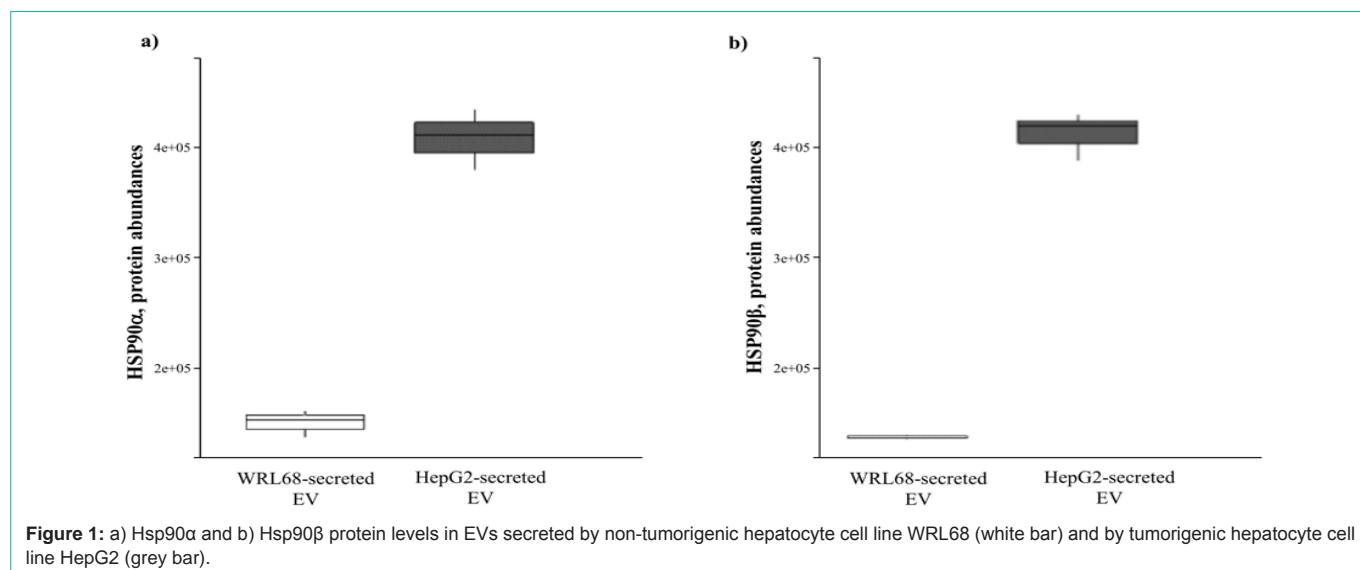 a)
HSP90α, protein abundances
4e+05
3e+05
2e+05
WRL68-secreted
EV
HepG2-secreted
EV
b)
HSP90β, protein abundances
4e+05
3e+05
2e+05
WRL68-secreted
EV
HepG2-secreted
EV
Figure 1: a) Hsp90α and b) Hsp90β protein levels in EVs secreted by non-tumorigenic hepatocyte cell line WRL68 (white bar) and by tumorigenic hepatocyte cell
line HepG2 (grey bar).